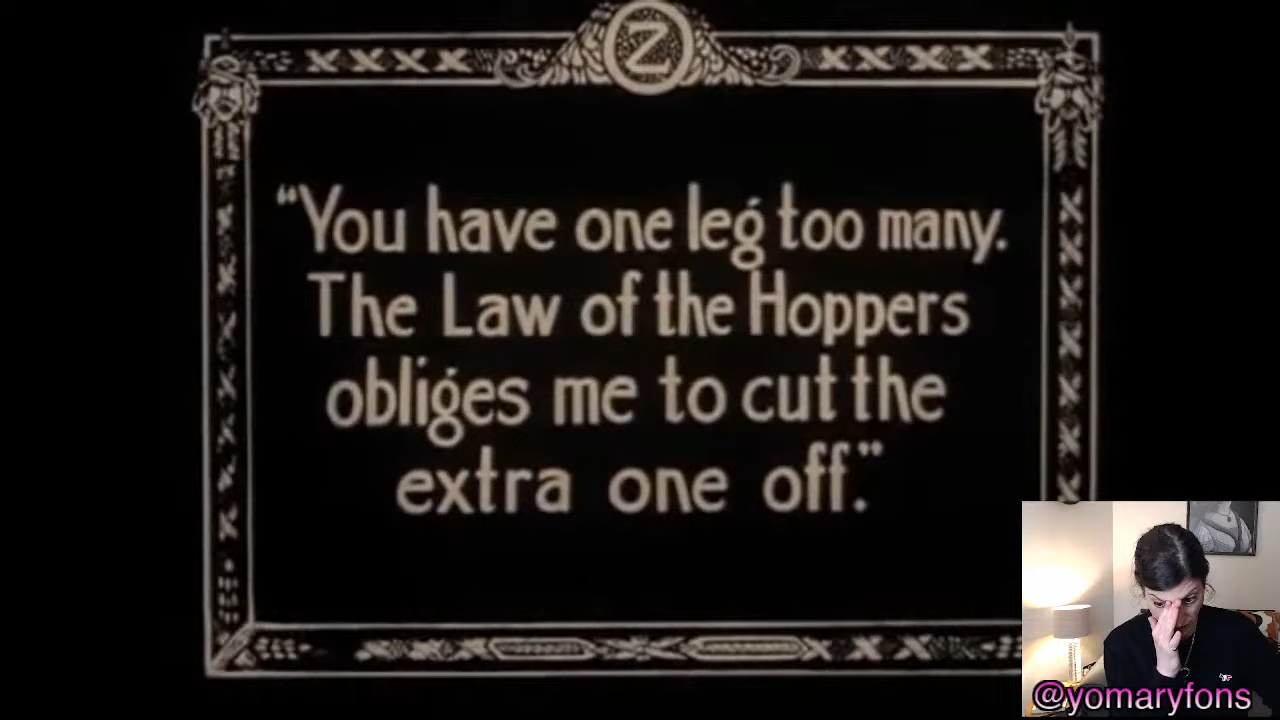 OZ
“You have one leg too many.
The Law of the Hoppers
obliges me to cut the
extra one off.”
@yomaryfons